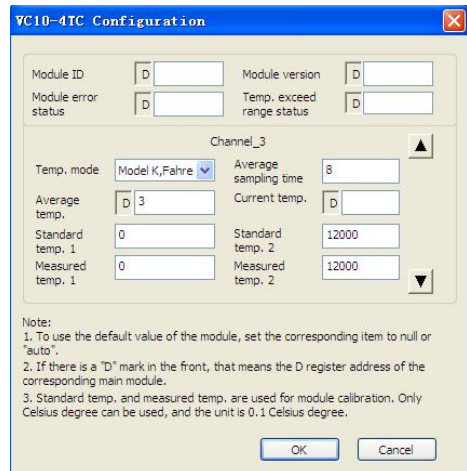 VC10-4TC Configuration
Module ID D Module version D
Module error status D Temp. exceed range status D
Channel_3
Temp. mode Model K,Fahre Average sampling time 8
Average temp. D 3 Current temp. D
Standard temp. 1 0 Standard temp. 2 12000
Measured temp. 1 0 Measured temp. 2 12000
Note:
1. To use the default value of the module, set the corresponding item to null or
"auto".
2. If there is a "D" mark in the front, that means the D register address of the
corresponding main module.
3. Standard temp. and measured temp. are used for module calibration. Only
Celsius degree can be used, and the unit is 0.1 Celsius degree.
OK Cancel